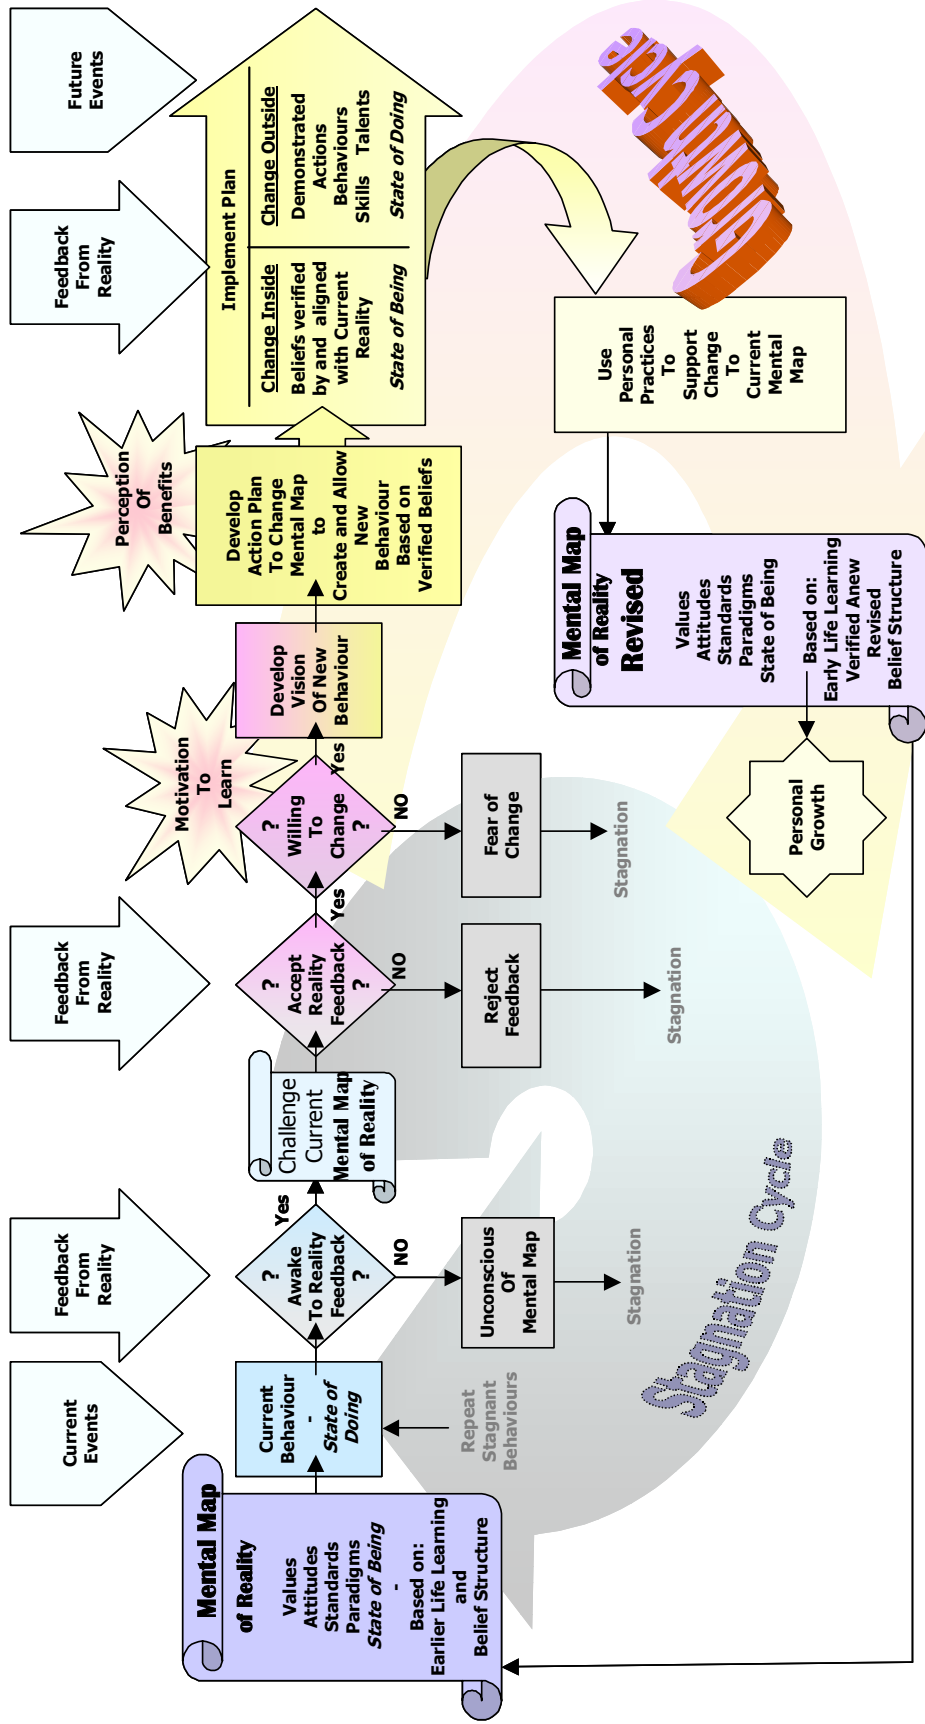 Current
Events
Feedback
From
Reality
Feedback
From
Reality
Feedback
From
Reality
Future
Events
Mental Map
of Reality
Values
Attitudes
Standards
Paradigms
State of Being
-
Based on:
Earlier Life Learning
and
Belief Structure
Current
Behaviour
-
State of
Doing
Repeat
Stagnant
Behaviours
?
Awake
To Reality
Feedback
?
Yes
NO
Unconscious
Of
Mental Map
Stagnation
Challenge
Current
Mental Map
of Reality
?
Accept
Reality
Feedback
?
Yes
NO
Reject
Feedback
Stagnation
Motivation
To
Learn
?
Willing
To
Change
?
Yes
NO
Fear of
Change
Stagnation
Develop
Vision
Of New
Behaviour
Perception
Of
Benefits
Develop
Action Plan
To Change
Mental Map
to
Create and Allow
New
Behaviour
Based on
Verified Beliefs
Implement Plan
Change Inside
Beliefs verified
by and aligned
with Current
Reality
State of Being
Change Outside
Demonstrated
Actions
Behaviours
Skills Talents
State of Doing
Growth Cycle
Use
Personal
Practices
To
Support
Change
To
Current
Mental
Map
Mental Map
of Reality
Revised
Values
Attitudes
Standards
Paradigms
State of Being
Based on:
Early Life Learning
Verified Anew
Revised
Belief Structure
Personal
Growth
Stagnation Cycle